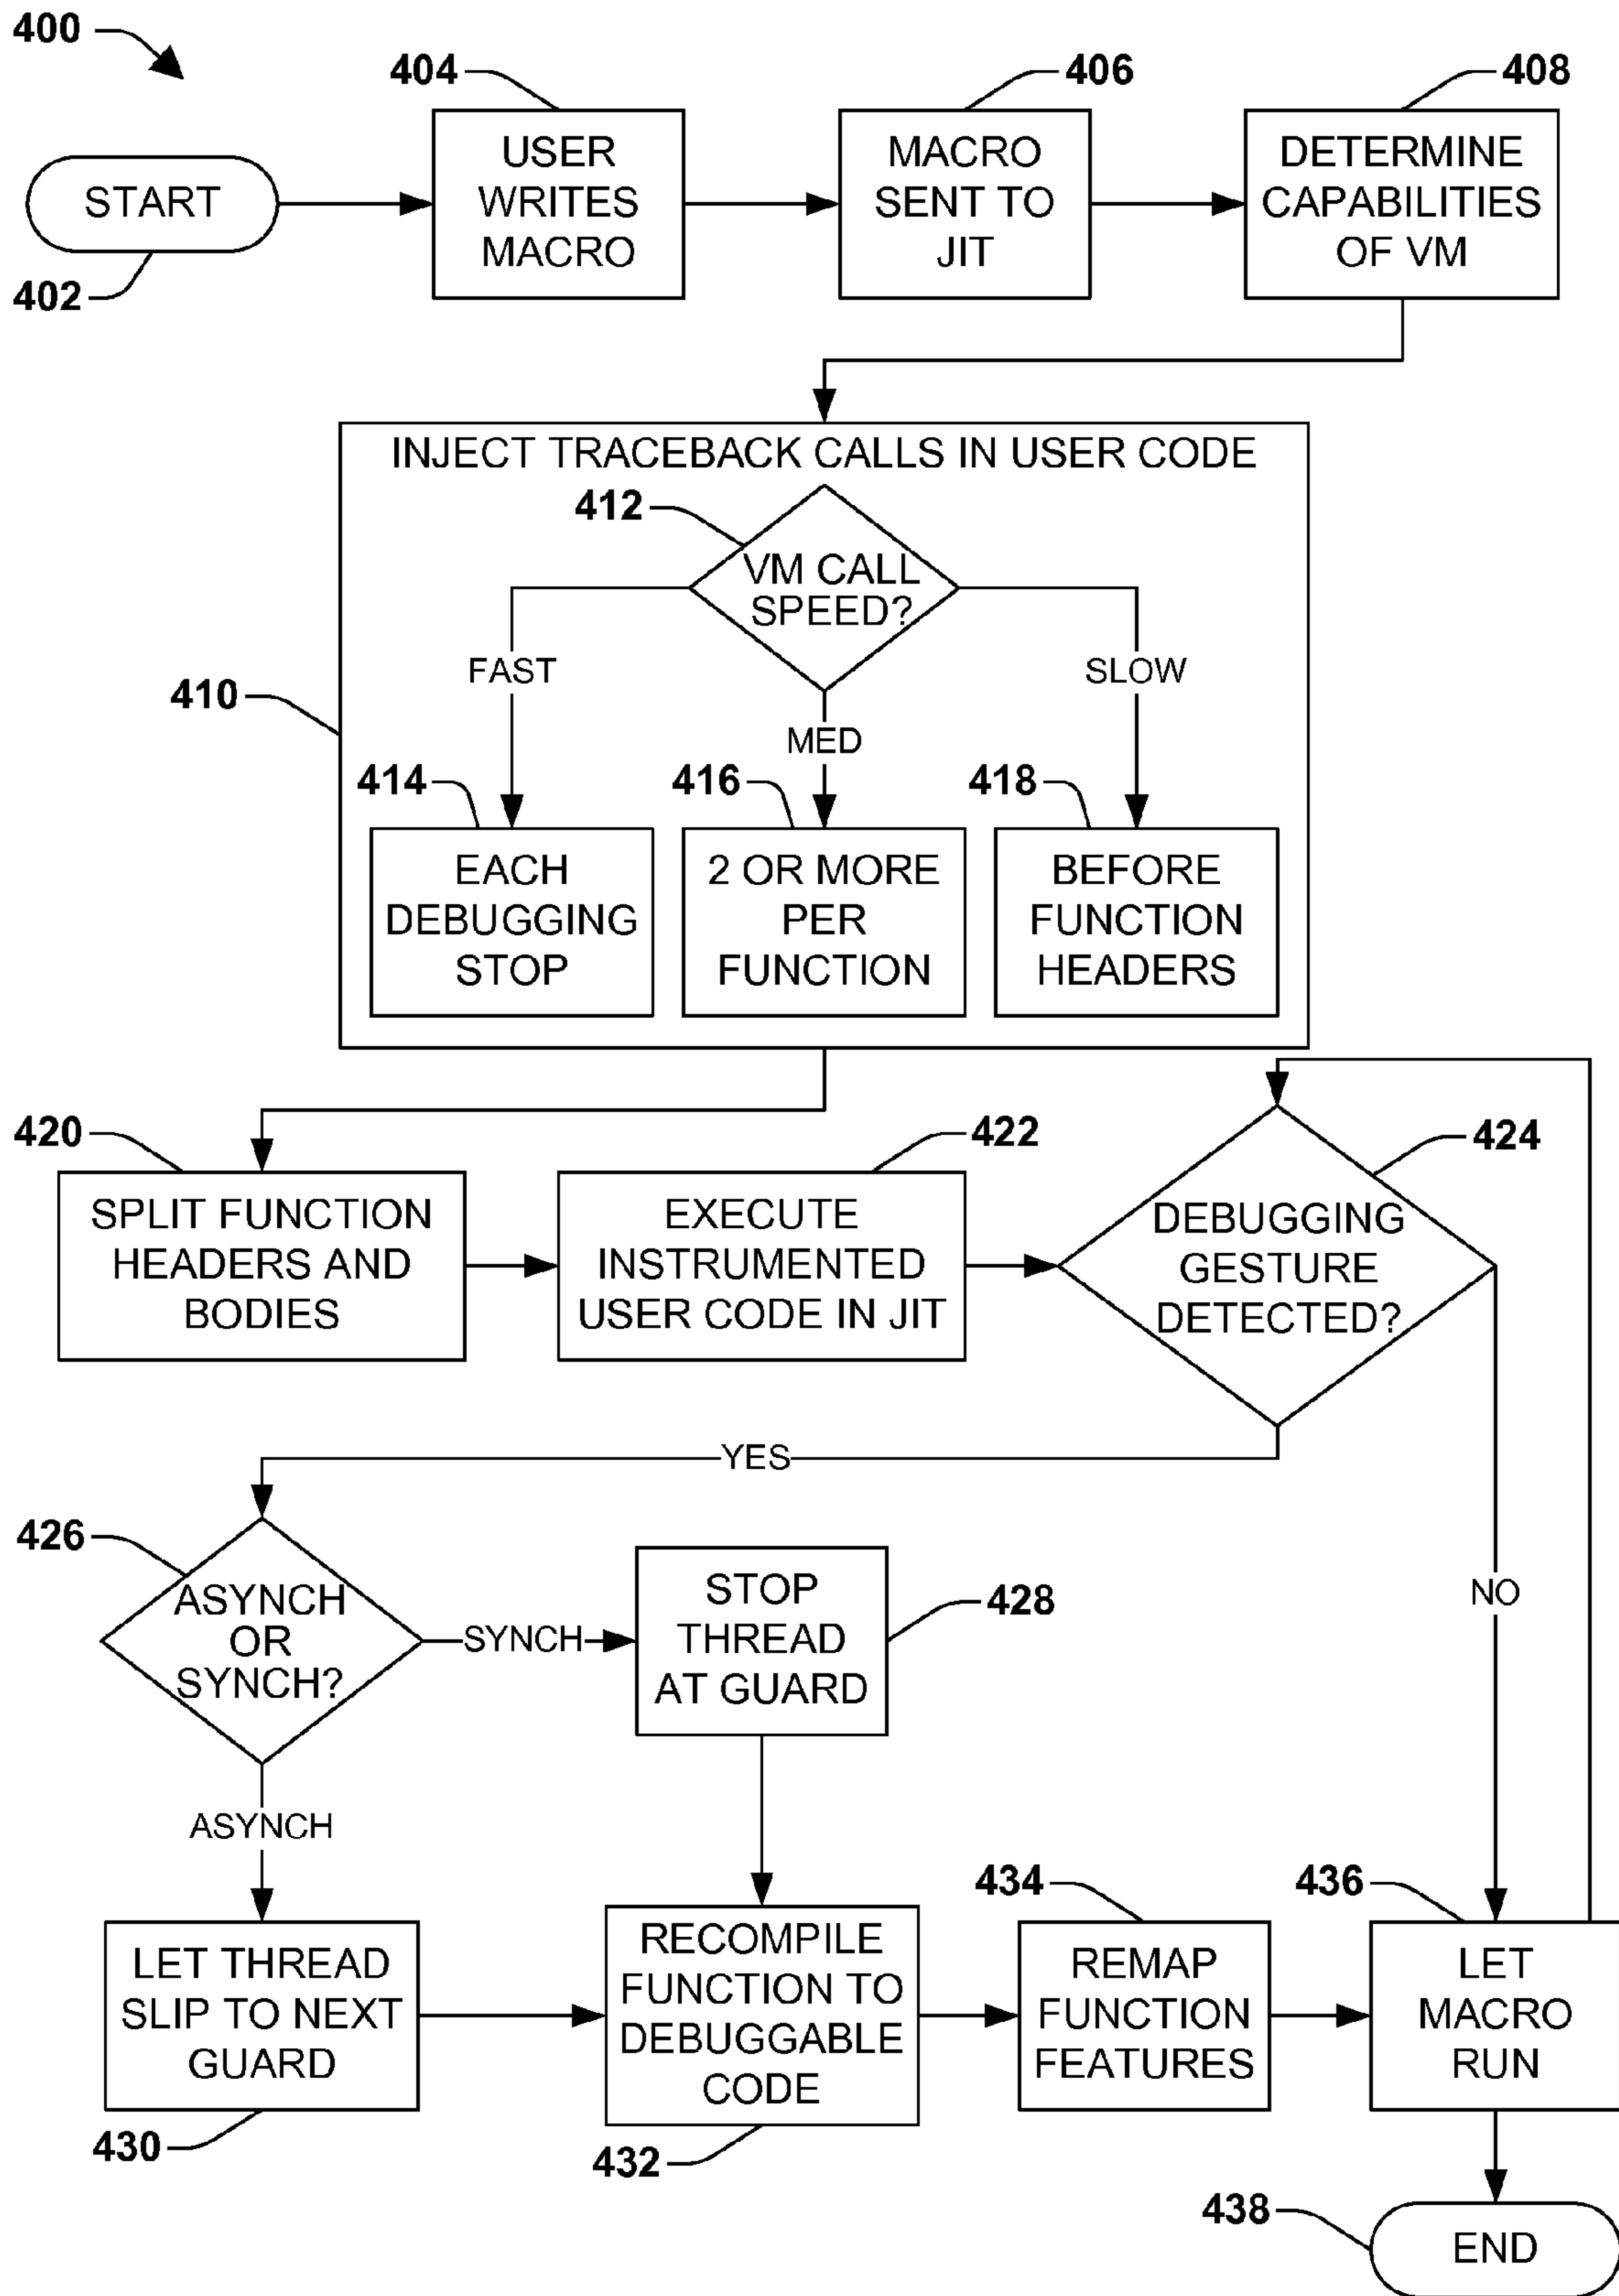 400
404
406
408
START
USER
WRITES
MACRO
MACRO
SENT TO
JIT
DETERMINE
CAPABILITIES
OF VM
402
INJECT TRACEBACK CALLS IN USER CODE
412
VM CALL
SPEED?
FAST
SLOW
410
MED
414
416
418
EACH
DEBUGGING
STOP
2 OR MORE
PER
FUNCTION
BEFORE
FUNCTION
HEADERS
420
422
424
SPLIT FUNCTION
HEADERS AND
BODIES
EXECUTE
INSTRUMENTED
USER CODE IN JIT
DEBUGGING
GESTURE
DETECTED?
YES
426
ASYNCH
OR
SYNCH?
SYNCH
STOP
THREAD
AT GUARD
428
NO
ASYNCH
434
436
LET THREAD
SLIP TO NEXT
GUARD
RECOMPILE
FUNCTION TO
DEBUGGABLE
CODE
REMAP
FUNCTION
FEATURES
LET
MACRO
RUN
430
432
438
END